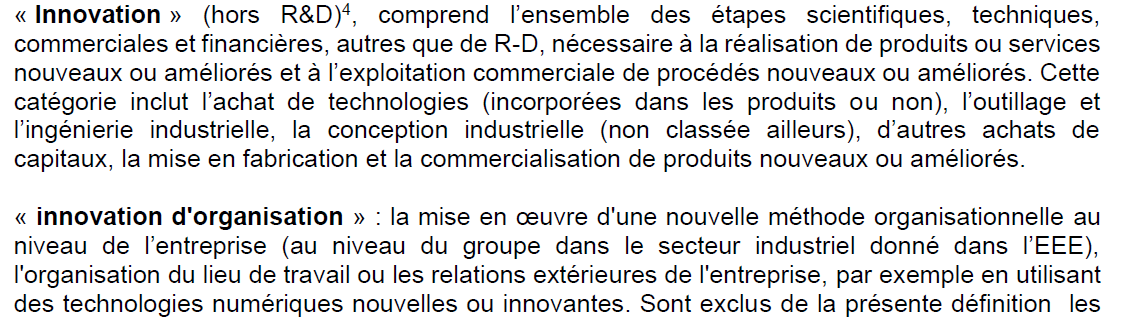 « Innovation » (hors R&D)4, comprend l’ensemble des étapes scientifiques, techniques,
commerciales et financières, autres que de R-D, nécessaire à la réalisation de produits ou services
nouveaux ou améliorés et à l’exploitation commerciale de procédés nouveaux ou améliorés. Cette
catégorie inclut l’achat de technologies (incorporées dans les produits ou non), l’outillage et
l’ingénierie industrielle, la conception industrielle (non classée ailleurs), d’autres achats de
capitaux, la mise en fabrication et la commercialisation de produits nouveaux ou améliorés.
« innovation d'organisation » : la mise en œuvre d'une nouvelle méthode organisationnelle au
niveau de l’entreprise (au niveau du groupe dans le secteur industriel donné dans l’EEE),
l'organisation du lieu de travail ou les relations extérieures de l'entreprise, par exemple en utilisant
des technologies numériques nouvelles ou innovantes. Sont exclus de la présente définition les